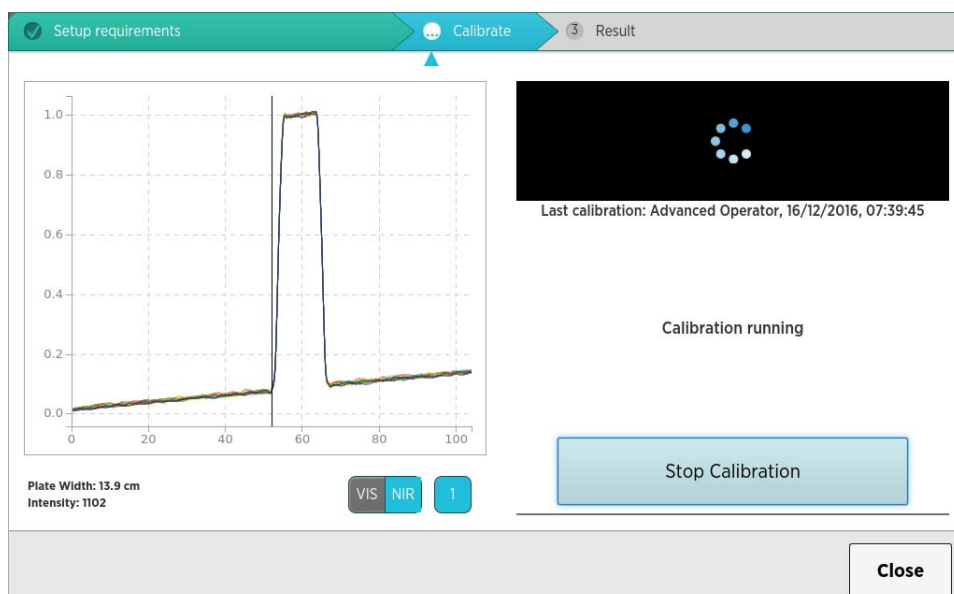 Setup requirements
Calibrate
3 Result
1.0
0.8
0.6
0.4
0.2
0.0
0 20 40 60 80 100
Last calibration: Advanced Operator, 16/12/2016, 07:39:45
Calibration running
Stop Calibration
Plate Width: 13.9 cm
Intensity: 1102
VIS NIR 1
Close